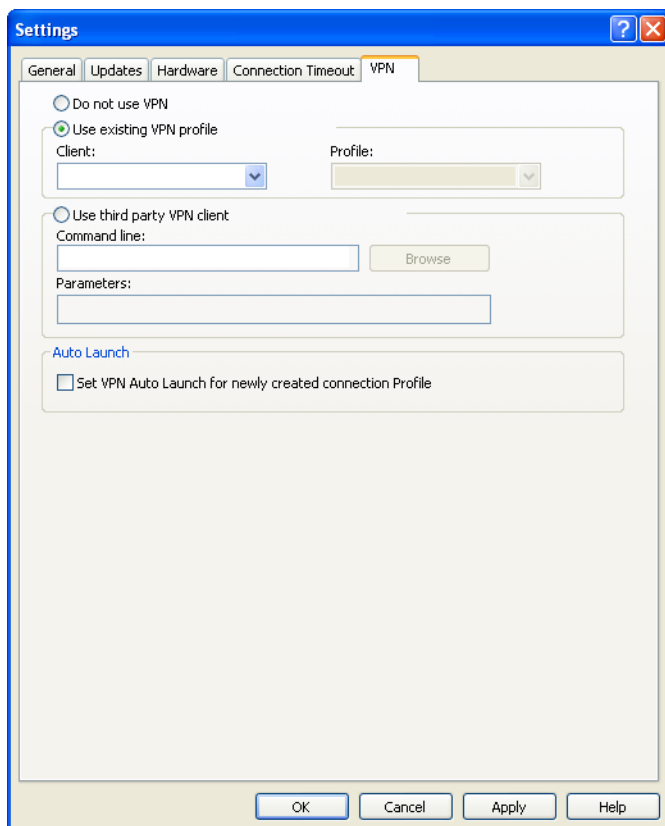 Settings
General Updates Hardware Connection Timeout VPN
Do not use VPN
Use existing VPN profile
Client: Profile:
Use third party VPN client
Command line:
Browse
Parameters:
Auto Launch
Set VPN Auto Launch for newly created connection Profile
OK Cancel Apply Help